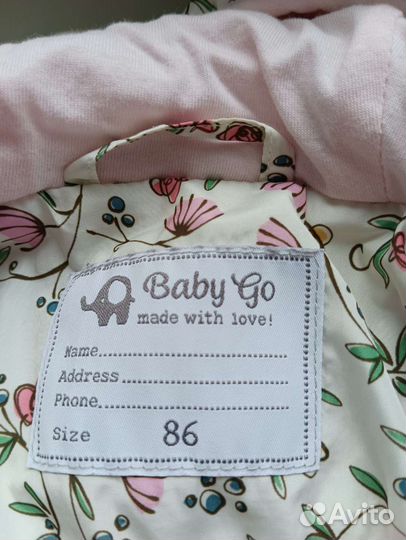 Baby Go
made with love!
Name
Address
Phone
Size 86
Avito